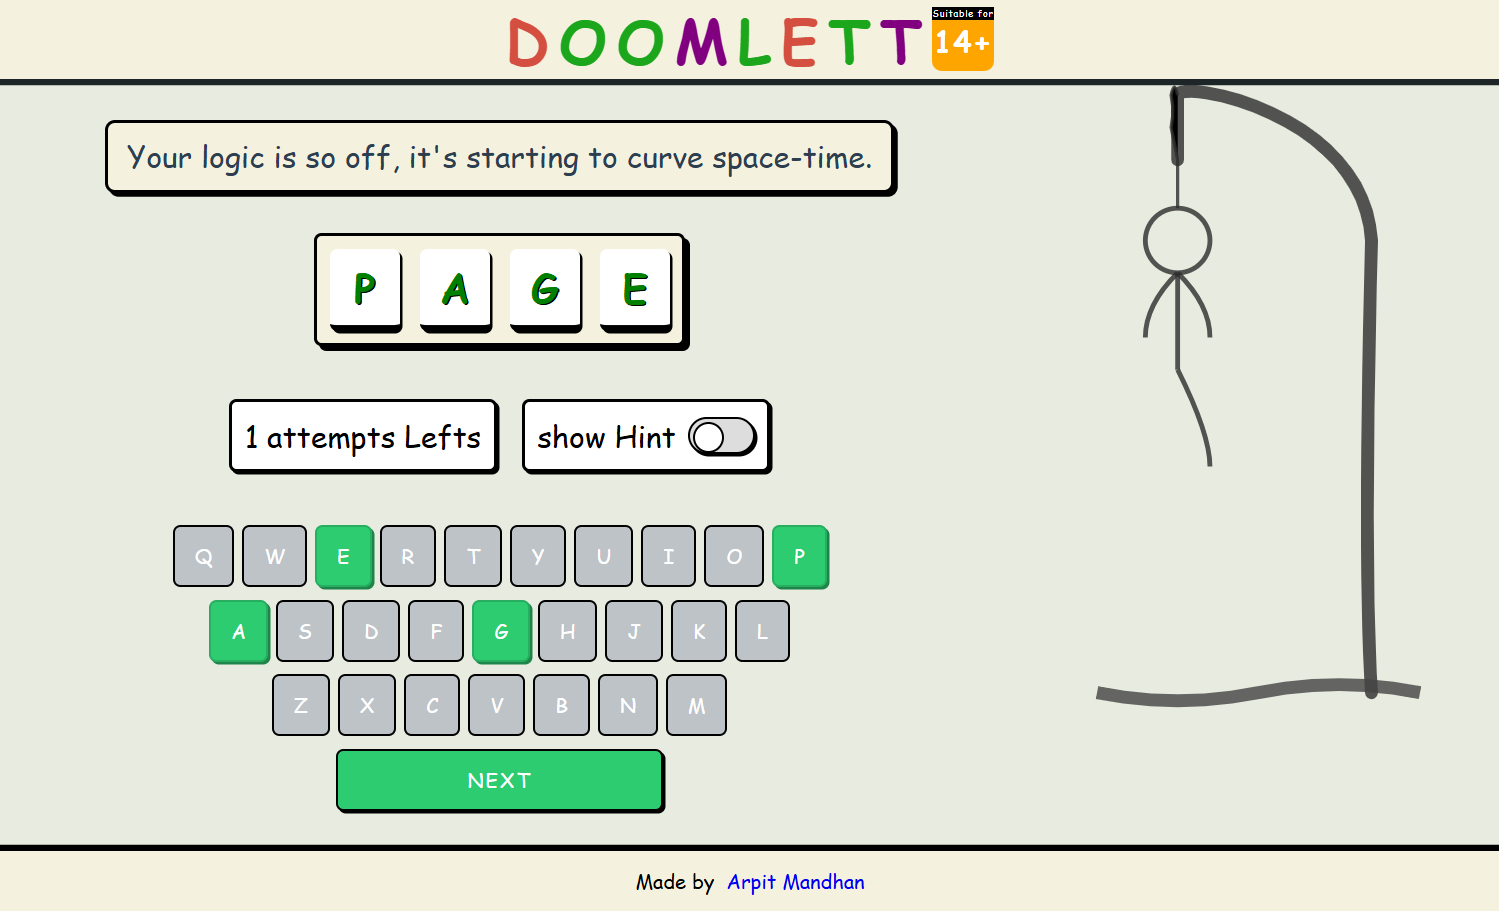 DOOMLETT
Suitable for
14+
Your logic is so off, it's starting to curve space-time.
P A G E
1 attempts Lefts
show Hint
Q W E R T Y U I O P
A S D F G H J K L
Z X C V B N M
NEXT
Made by Arpit Mandhan